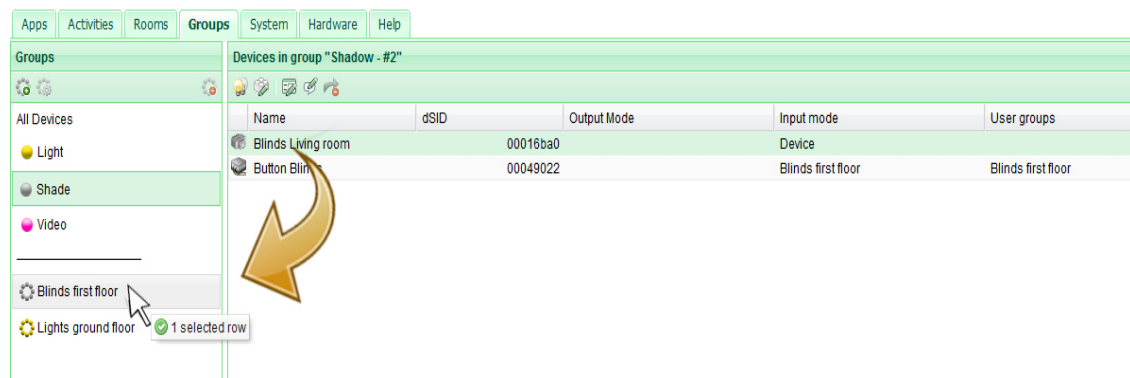 Apps Activities Rooms Groups System Hardware Help
Groups
Devices in group "Shadow - #2"
Name dSID Output Mode Input mode User groups
All Devices
Light
Shade
Video
Blinds first floor
Lights ground floor
1 selected row
Blinds Living room 00016ba0 Device
Button Blinds 00049022 Blinds first floor Blinds first floor